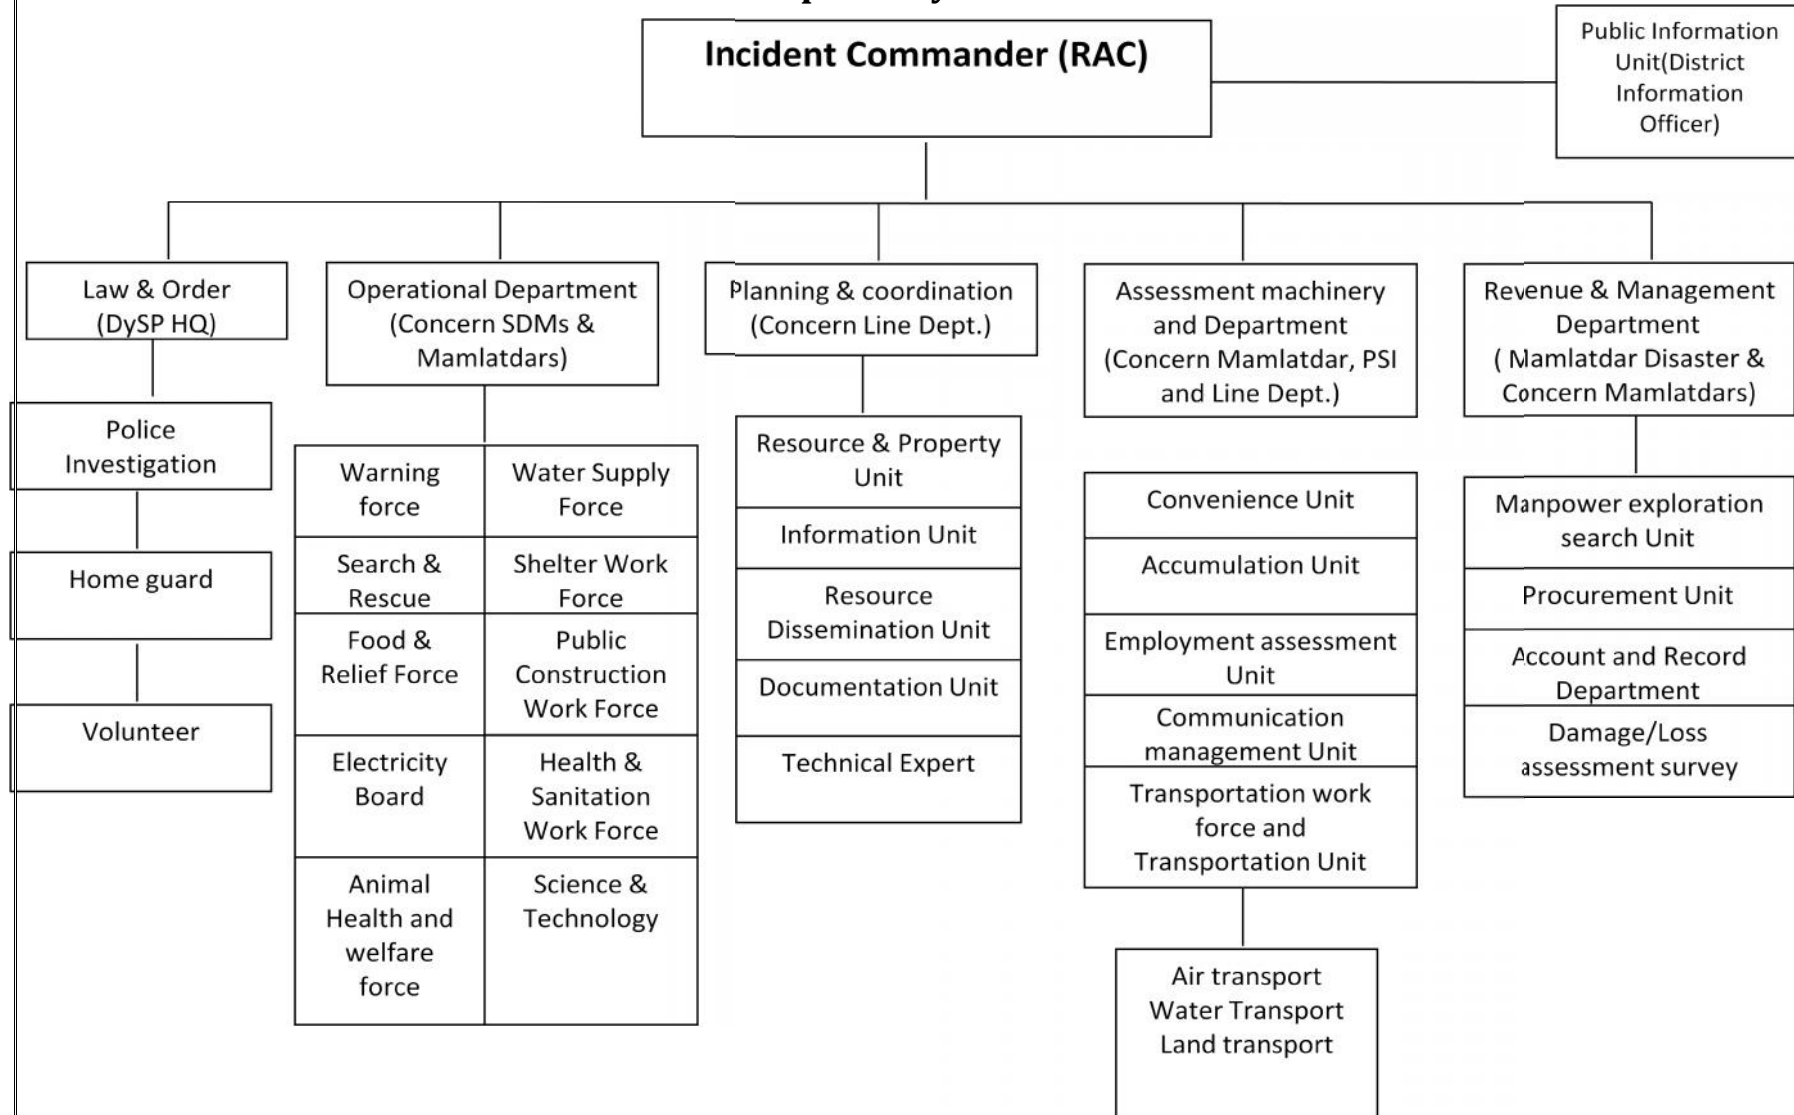 Incident Commander (RAC)
Public Information
Unit(District
Information
Officer)
Law & Order
(DySP HQ)
Operational Department
(Concern SDMs &
Mamlatdars)
Planning & coordination
(Concern Line Dept.)
Assessment machinery
and Department
(Concern Mamlatdar, PSI
and Line Dept.)
Revenue & Management
Department
( Mamlatdar Disaster &
Concern Mamlatdars)
Police
Investigation
Home guard
Volunteer
Warning
force
Water Supply
Force
Search &
Rescue
Shelter Work
Force
Food &
Relief Force
Public
Construction
Work Force
Electricity
Board
Health &
Sanitation
Work Force
Animal
Health and
welfare
force
Science &
Technology
Resource & Property
Unit
Information Unit
Resource
Dissemination Unit
Documentation Unit
Technical Expert
Convenience Unit
Accumulation Unit
Employment assessment
Unit
Communication
management Unit
Transportation work
force and
Transportation Unit
Air transport
Water Transport
Land transport
Manpower exploration
search Unit
Procurement Unit
Account and Record
Department
Damage/Loss
assessment survey